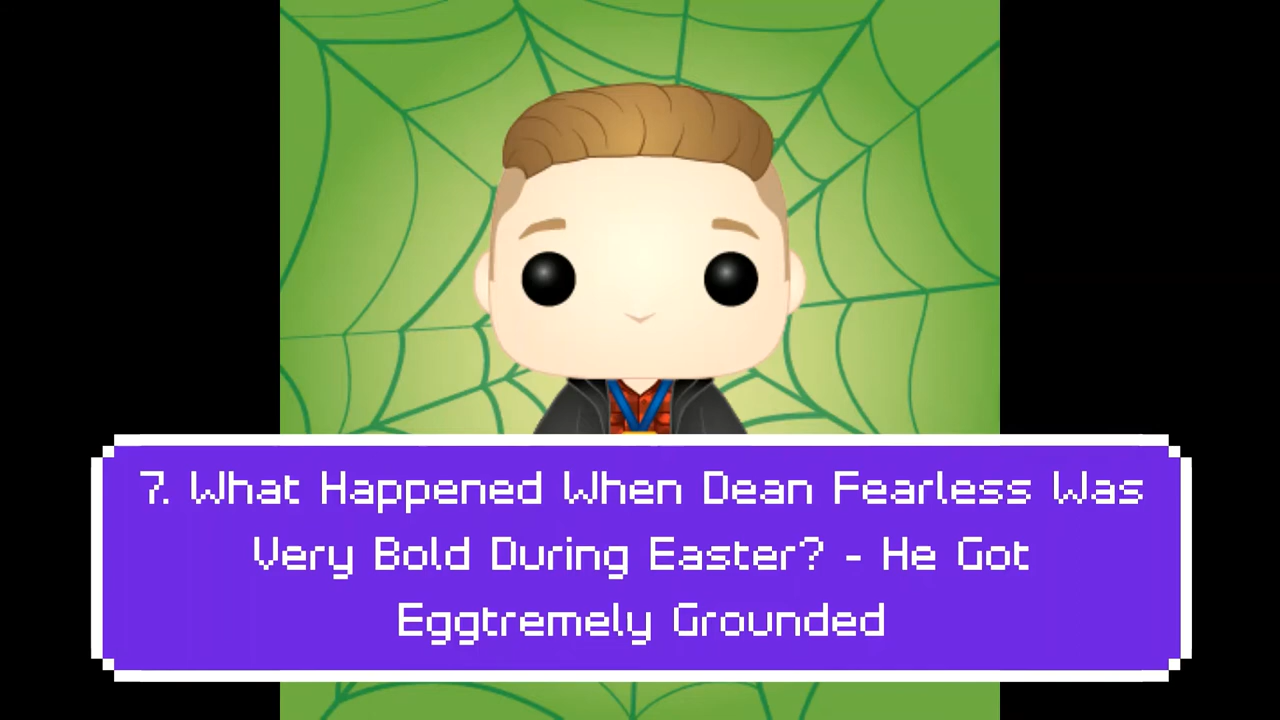 7. What Happened When Dean Fearless Was
Very Bold During Easter? - He Got
Eggtremely Grounded